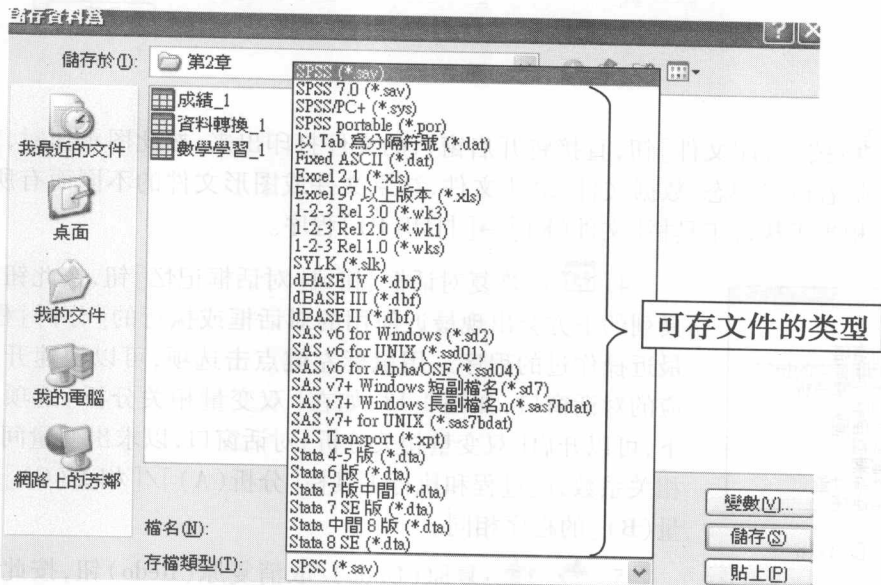 儲存資料爲
儲存於(I):
第2章
成績_1
資料轉換_1
數學學習_1
我最近的文件
桌面
我的文件
我的電腦
網路上的芳鄰
SPSS (*.sav)
SPSS 7.0 (*.sav)
SPSS/PC+ (*.sys)
SPSS portable (*.por)
以 Tab 爲分隔符號 (*.dat)
Fixed ASCII (*.dat)
Excel 2.1 (*.xls)
Excel 97 以上版本 (*.xls)
1-2-3 Rel 3.0 (*.wk3)
1-2-3 Rel 2.0 (*.wk1)
1-2-3 Rel 1.0 (*.wks)
SYLK (*.slk)
dBASE IV (*.dbf)
dBASE III (*.dbf)
dBASE II (*.dbf)
SAS v6 for Windows (*.sd2)
SAS v6 for UNIX (*.ssd01)
SAS v6 for Alpha/OSF (*.ssd04)
SAS v7+ Windows 短副檔名(*.sd7)
SAS v7+ Windows 長副檔名n(*.sas7bdat)
SAS v7+ for UNIX (*.sas7bdat)
SAS Transport (*.xpt)
Stata 4-5 版 (*.dta)
Stata 6 版 (*.dta)
Stata 7 版中間 (*.dta)
Stata 7 SE 版 (*.dta)
Stata 中間 8 版 (*.dta)
Stata 8 SE (*.dta)
可存文件的类型
檔名(N):
存檔類型(T):
SPSS (*.sav)
變數(V)...
儲存(S)
貼上(P)